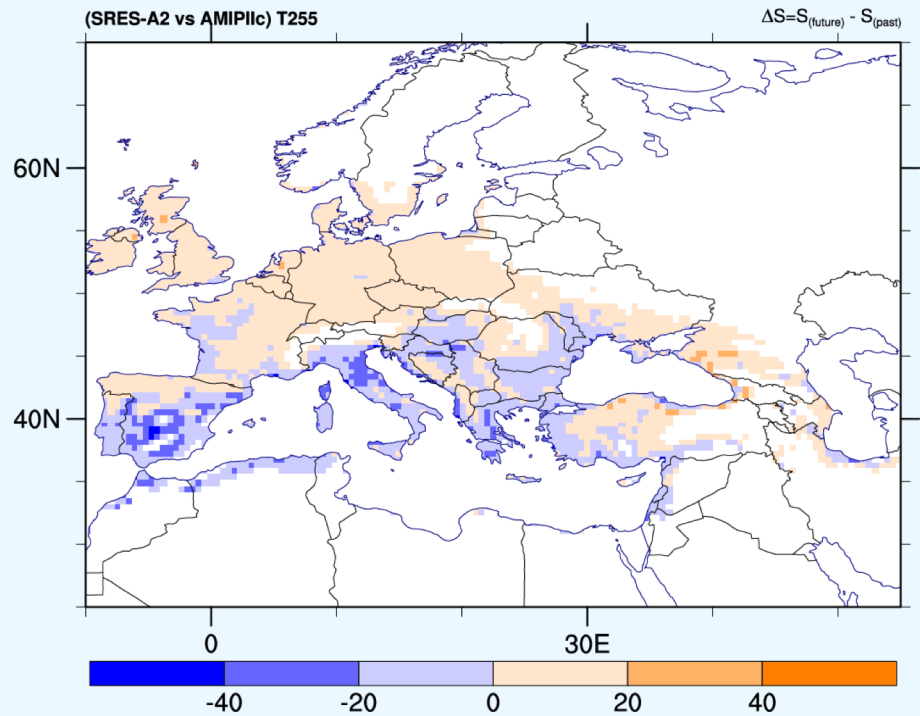 (SRES-A2 vs AMIPIIc) T255
ΔS=S(future) - S(past)
60N
40N
0
30E
-40
-20
0
20
40